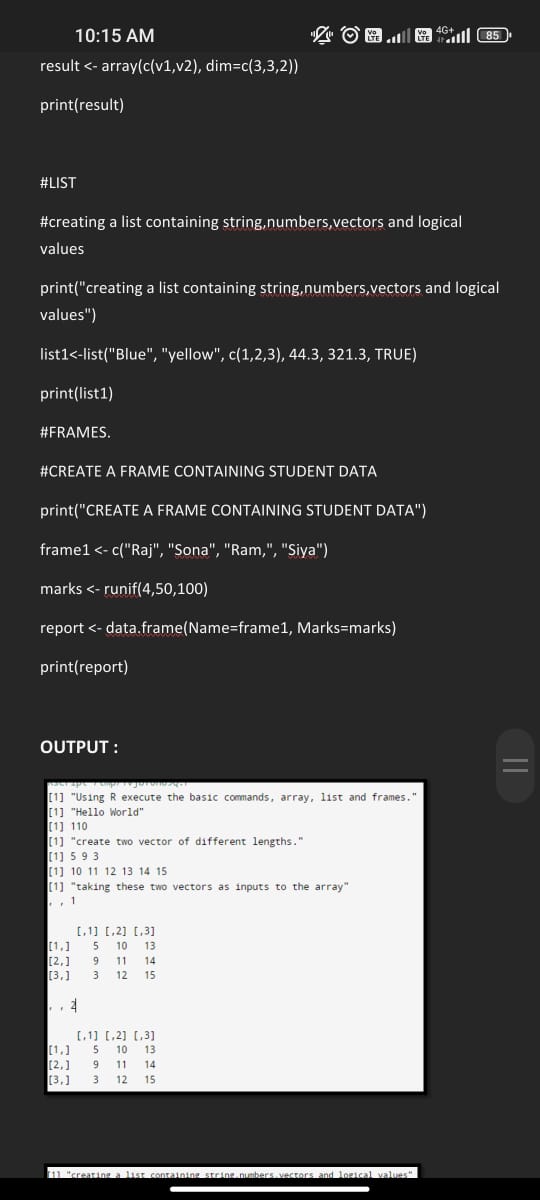 10:15 AM Vo LTE Vo LTE 4G+ 85
result <- array(c(v1,v2), dim=c(3,3,2))
print(result)
#LIST
#creating a list containing string,numbers,vectors and logical
values
print("creating a list containing string,numbers,vectors and logical
values")
list1<-list("Blue", "yellow", c(1,2,3), 44.3, 321.3, TRUE)
print(list1)
#FRAMES.
#CREATE A FRAME CONTAINING STUDENT DATA
print("CREATE A FRAME CONTAINING STUDENT DATA")
frame1 <- c("Raj", "Sona", "Ram,", "Siya")
marks <- runif(4,50,100)
report <- data.frame(Name=frame1, Marks=marks)
print(report)
OUTPUT :
[1] "Using R execute the basic commands, array, list and frames."
[1] "Hello World"
[1] 110
[1] "create two vector of different lengths."
[1] 5 9 3
[1] 10 11 12 13 14 15
[1] "taking these two vectors as inputs to the array"
, , 1
[,1] [,2] [,3]
[1,] 5 10 13
[2,] 9 11 14
[3,] 3 12 15
, , 2
[,1] [,2] [,3]
[1,] 5 10 13
[2,] 9 11 14
[3,] 3 12 15
[1] "creating a list containing string,numbers,vectors and logical values"